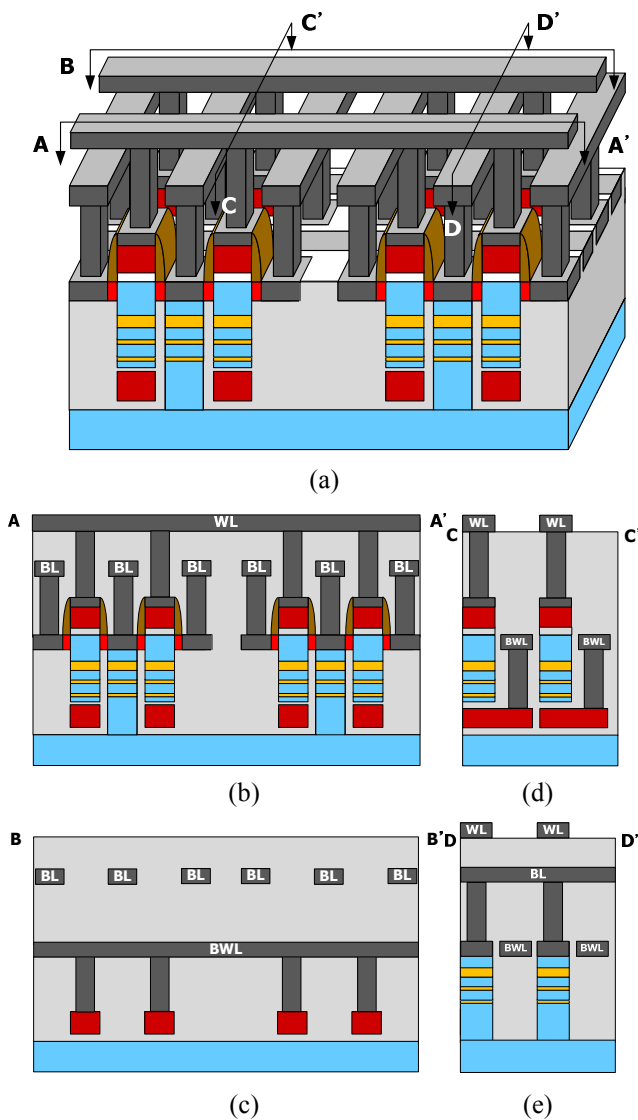 C'
D'
B
A
A'
C
D
(a)
A
WL
A'
BL BL BL BL BL BL
(b)
WL WL
C
C'
BWL BWL
(d)
B
B'
BL BL BL BL BL BL
BWL
(c)
WL WL
D
D'
BL
BWL BWL
(e)